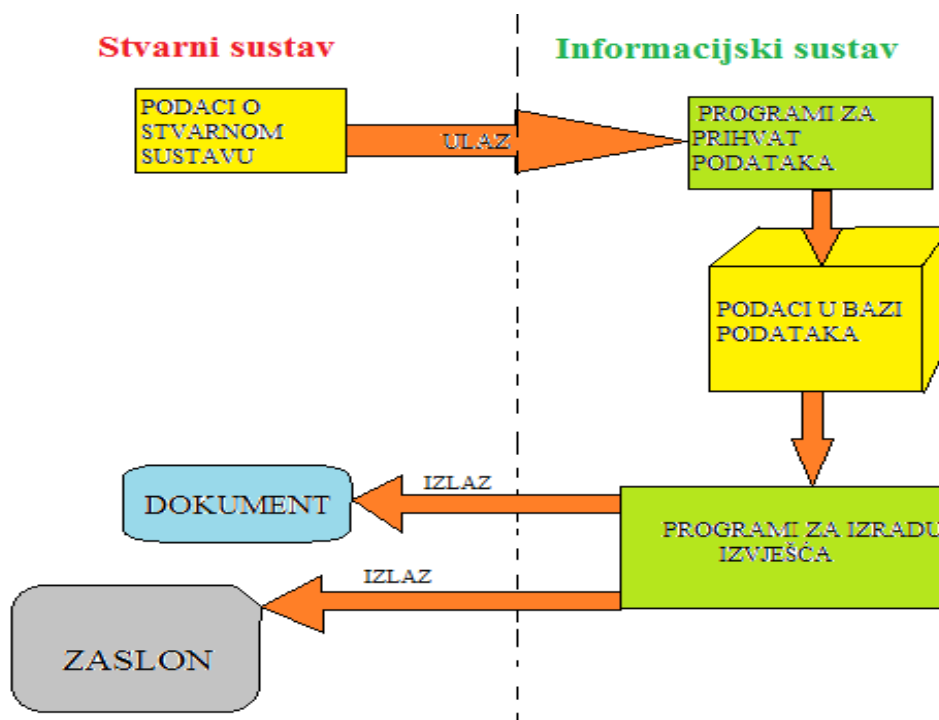 Stvarni sustav
Informacijski sustav
PODACI O
STVARNOM
SUSTAVU
ULAZ
PROGRAMI ZA
PRIHVAT
PODATAKA
PODACI U BAZI
PODATAKA
IZLAZ
DOKUMENT
PROGRAMI ZA IZRADU
IZVJEŠĆA
IZLAZ
ZASLON